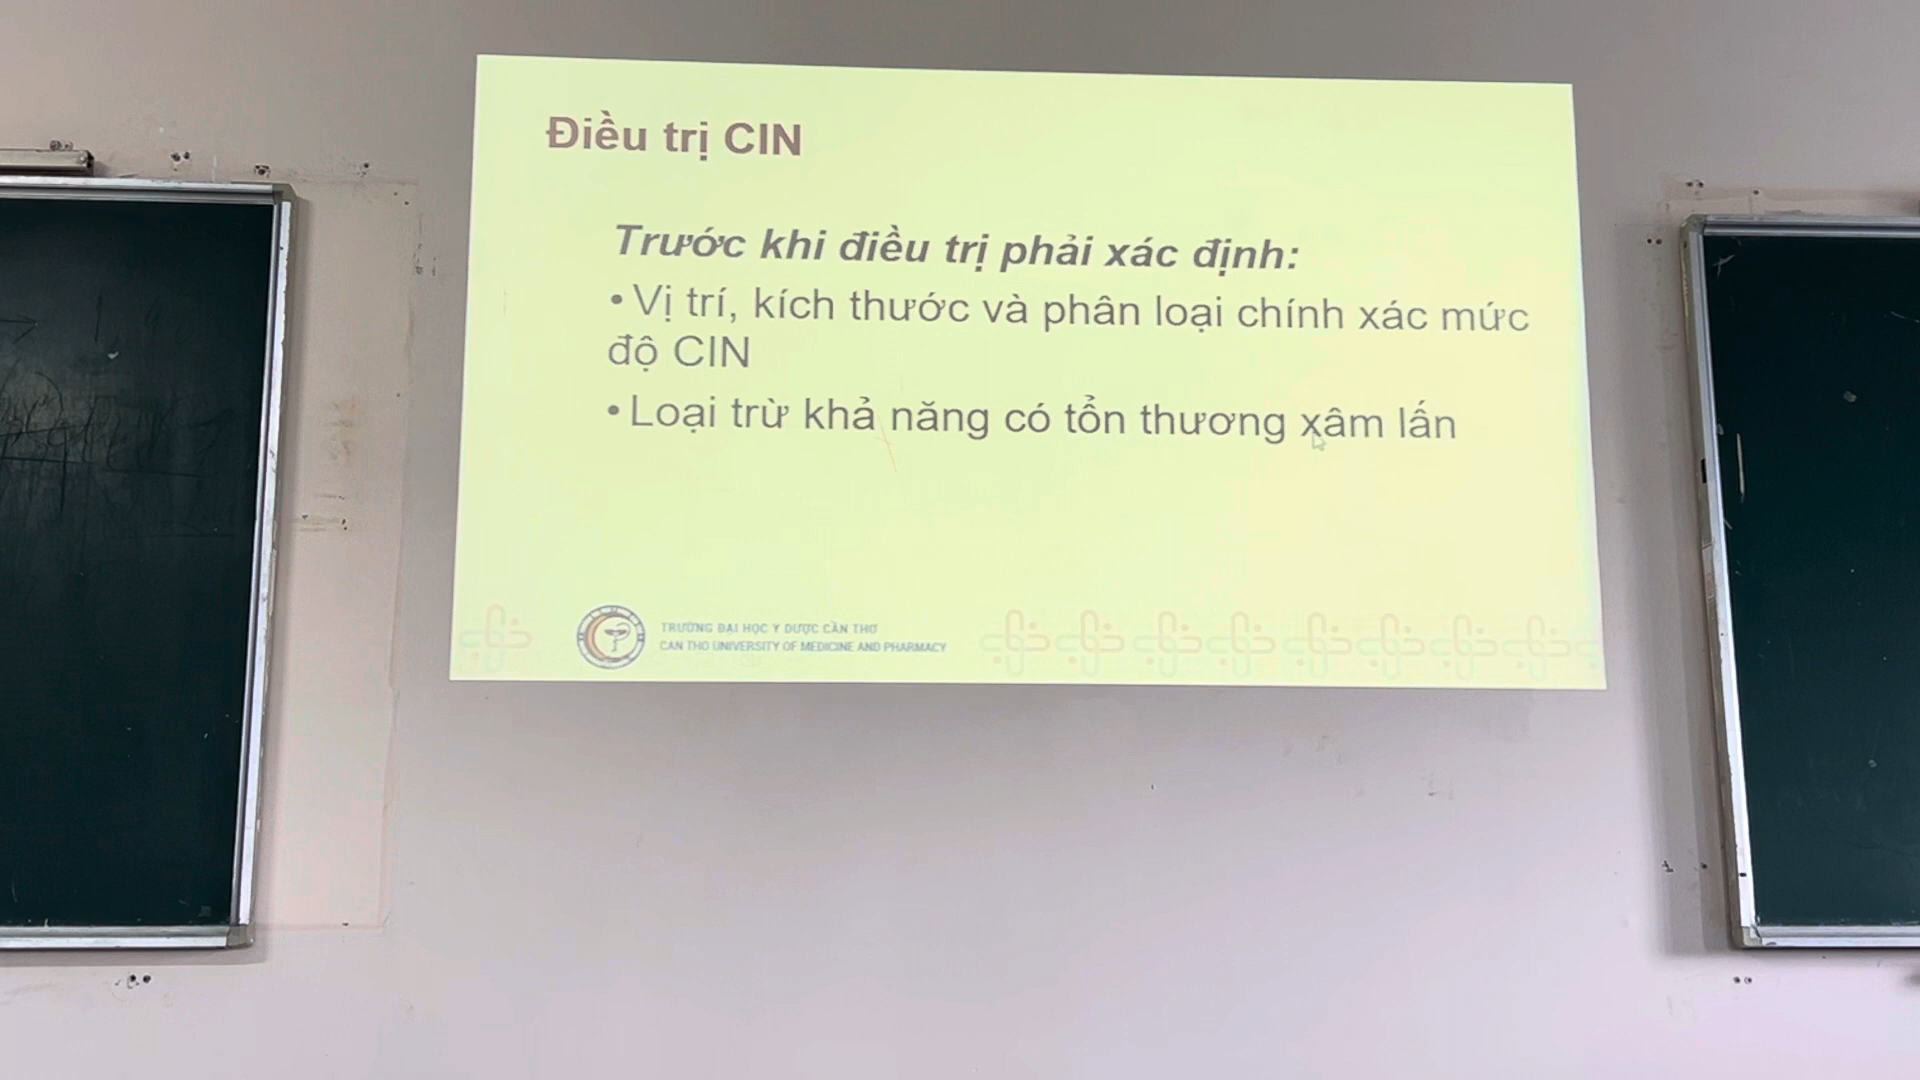 Điều trị CIN
Trước khi điều trị phải xác định:
• Vị trí, kích thước và phân loại chính xác mức
độ CIN
• Loại trừ khả năng có tổn thương xâm lấn
TRƯỜNG ĐẠI HỌC Y DƯỢC CẦN THƠ
CAN THO UNIVERSITY OF MEDICINE AND PHARMACY